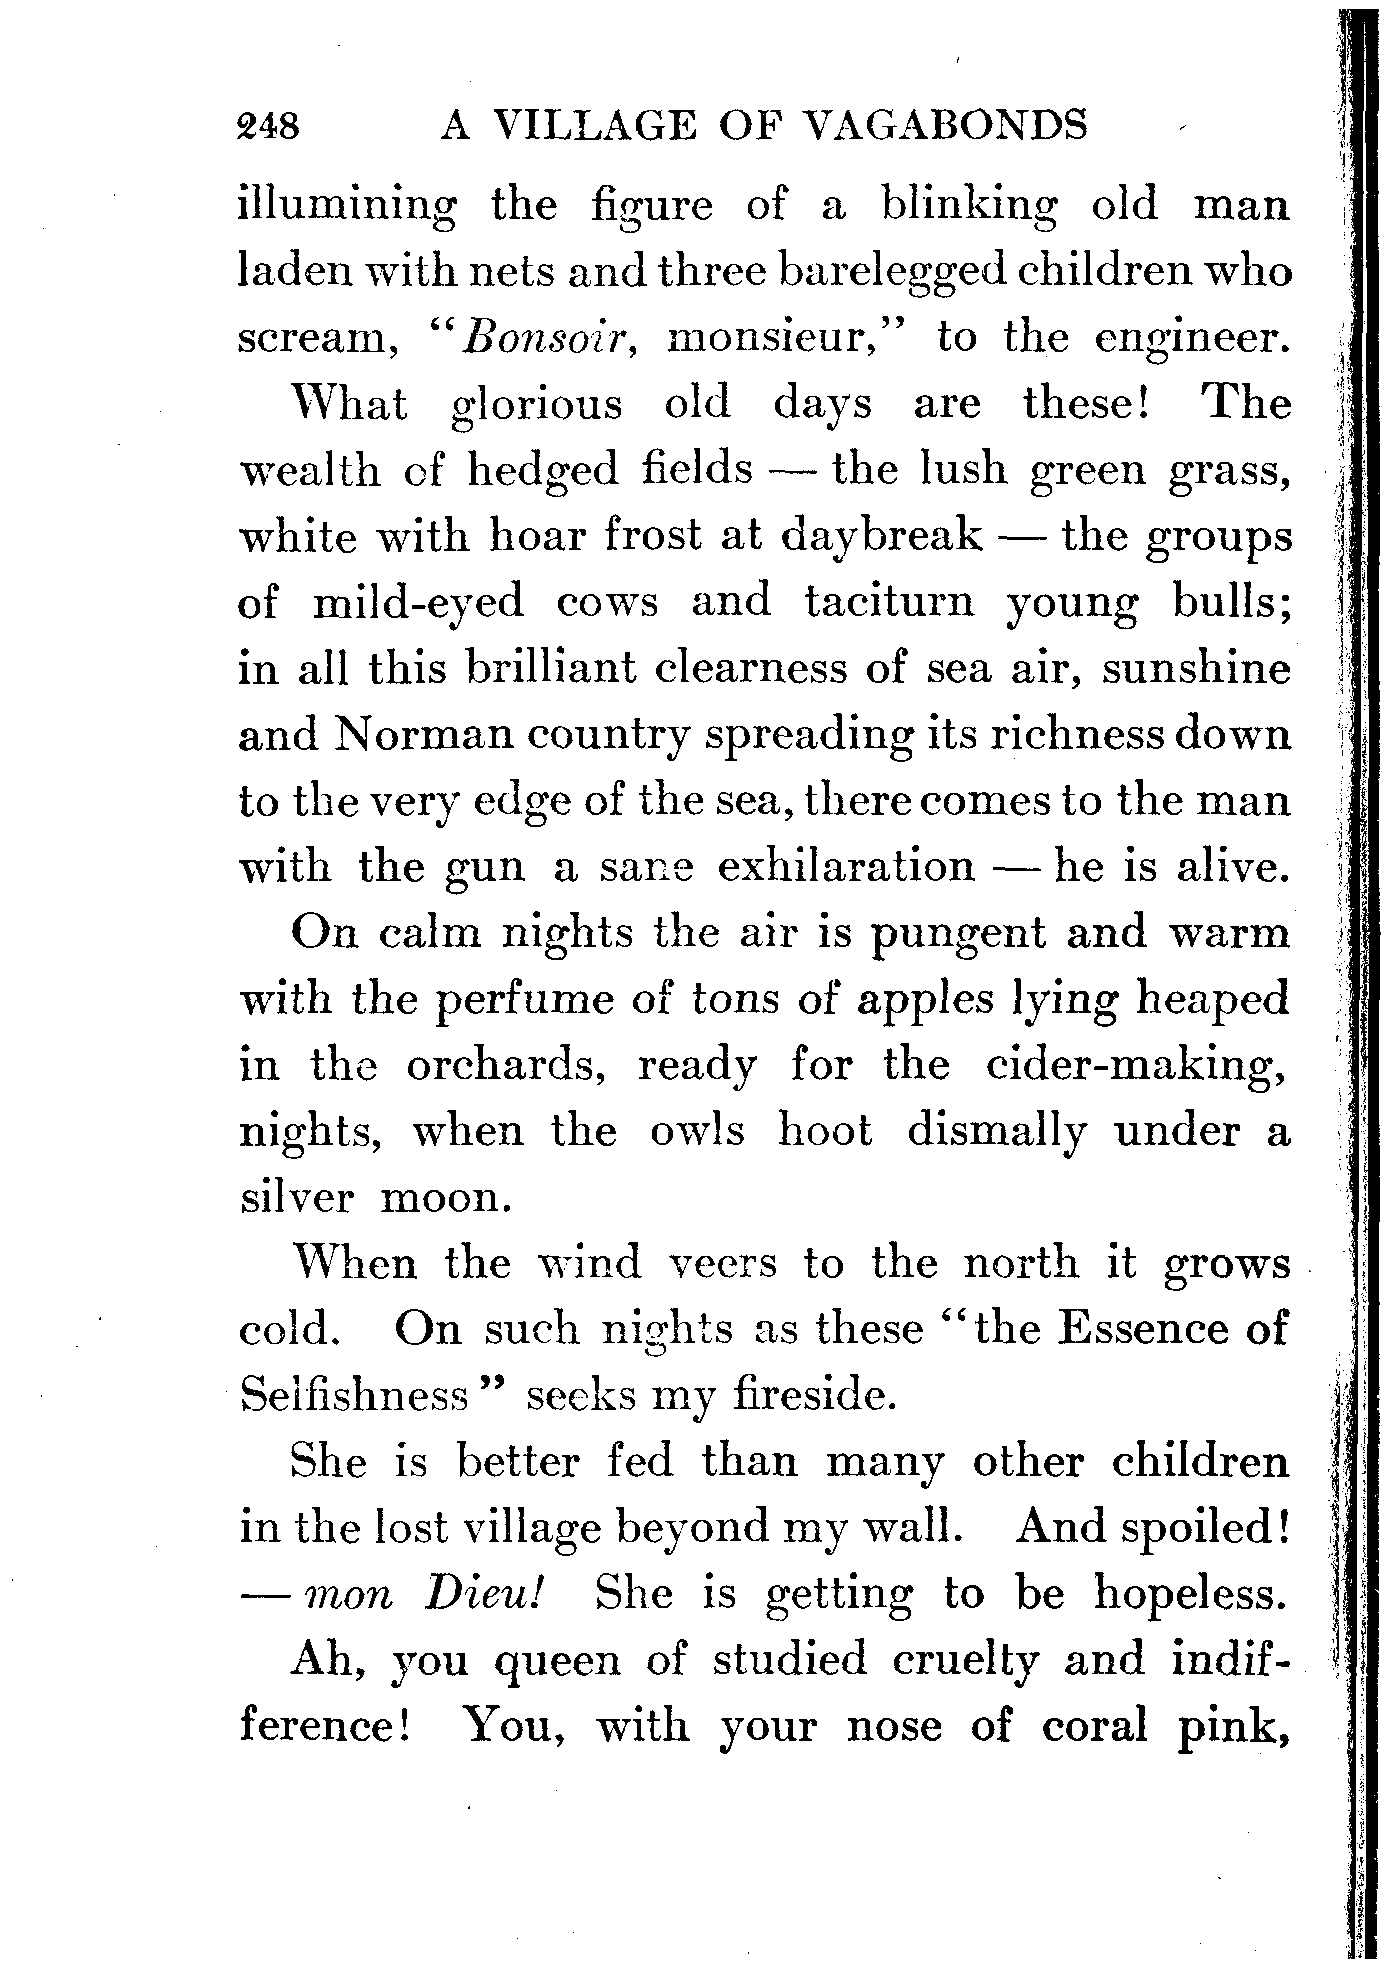 248 A VILLAGE OF VAGABONDS
illumining the figure of a blinking old man
laden with nets and three barelegged children who
scream, “Bonsoir, monsieur,” to the engineer.
What glorious old days are these! The
wealth of hedged fields — the lush green grass,
white with hoar frost at daybreak — the groups
of mild-eyed cows and taciturn young bulls;
in all this brilliant clearness of sea air, sunshine
and Norman country spreading its richness down
to the very edge of the sea, there comes to the man
with the gun a sane exhilaration — he is alive.
On calm nights the air is pungent and warm
with the perfume of tons of apples lying heaped
in the orchards, ready for the cider-making,
nights, when the owls hoot dismally under a
silver moon.
When the wind veers to the north it grows
cold. On such nights as these “the Essence of
Selfishness” seeks my fireside.
She is better fed than many other children
in the lost village beyond my wall. And spoiled!
— mon Dieu! She is getting to be hopeless.
Ah, you queen of studied cruelty and indif-
ference! You, with your nose of coral pink,